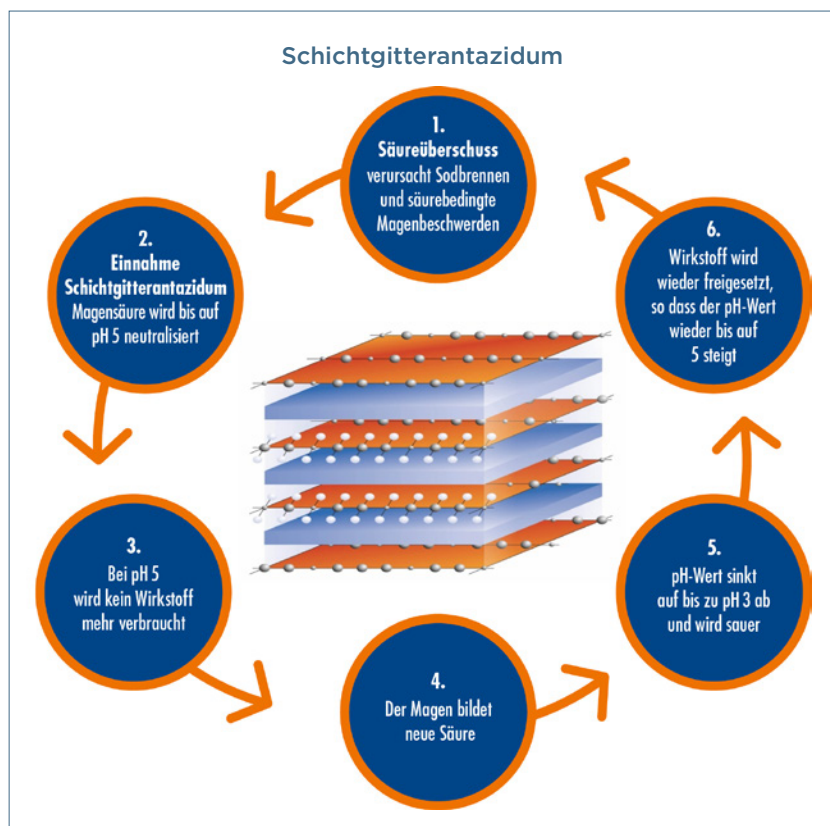 Schichtgitterantazidum
1.
Säureüberschuss
verursacht Sodbrennen
und säurebedingte
Magenbeschwerden
2.
Einnahme
Schichtgitterantazidum
Magensäure wird bis auf
pH 5 neutralisiert
3.
Bei pH 5
wird kein Wirkstoff
mehr verbraucht
4.
Der Magen bildet
neue Säure
5.
pH-Wert sinkt
auf bis zu pH 3 ab
und wird sauer
6.
Wirkstoff wird
wieder freigesetzt,
so dass der pH-Wert
wieder bis auf
5 steigt